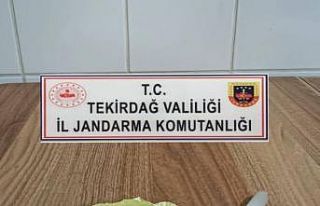 T.C.
TEKİRDAĞ VALİLİĞİ
İL JANDARMA KOMUTANLIĞI